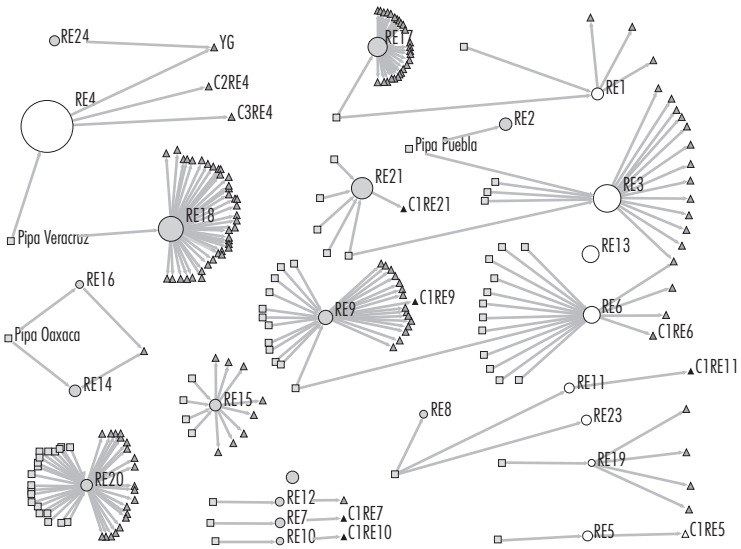 RE24
YG
RE17
RE4
C2RE4
C3RE4
RE1
RE2
Pipa Puebla
RE21
C1RE21
RE3
RE18
Pipa Veracruz
RE13
RE16
RE9
C1RE9
RE6
C1RE6
Pipa Oaxaca
RE14
RE15
RE11
C1RE11
RE8
RE23
RE19
RE20
RE12
RE7
C1RE7
RE10
C1RE10
RE5
C1RE5